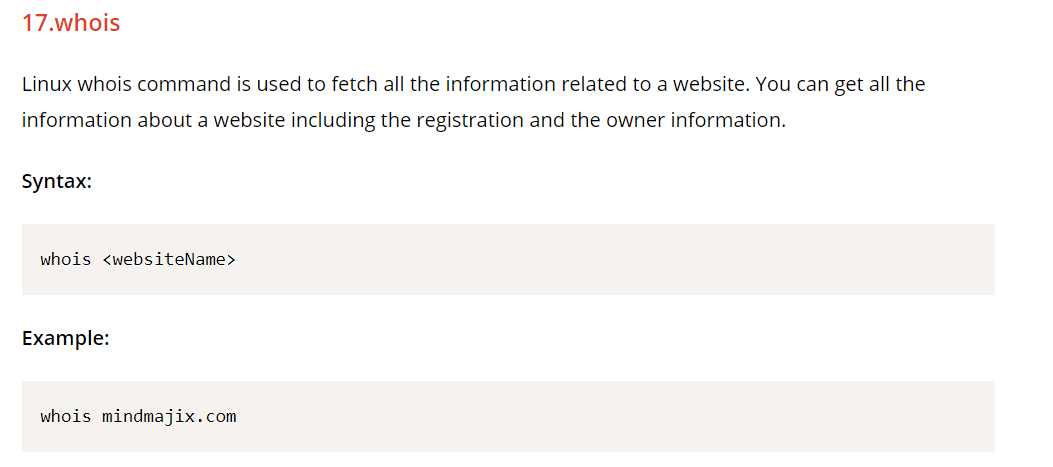 17.whois
Linux whois command is used to fetch all the information related to a website. You can get all the
information about a website including the registration and the owner information.
Syntax:
whois <websiteName>
Example:
whois mindmajix.com